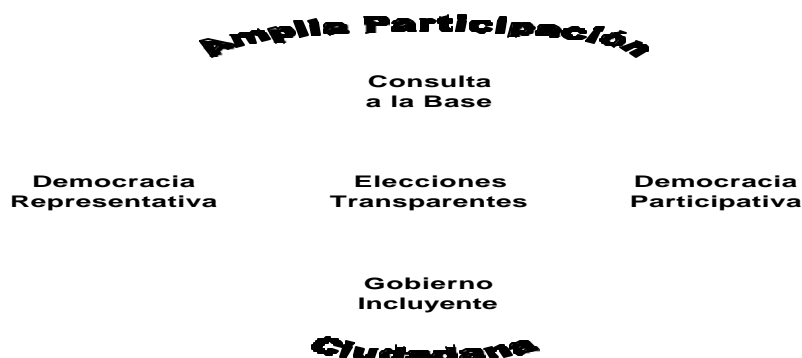 Amplia Participación
Consulta
a la Base
Democracia
Representativa
Elecciones
Transparentes
Democracia
Participativa
Gobierno
Incluyente
Ciudadana